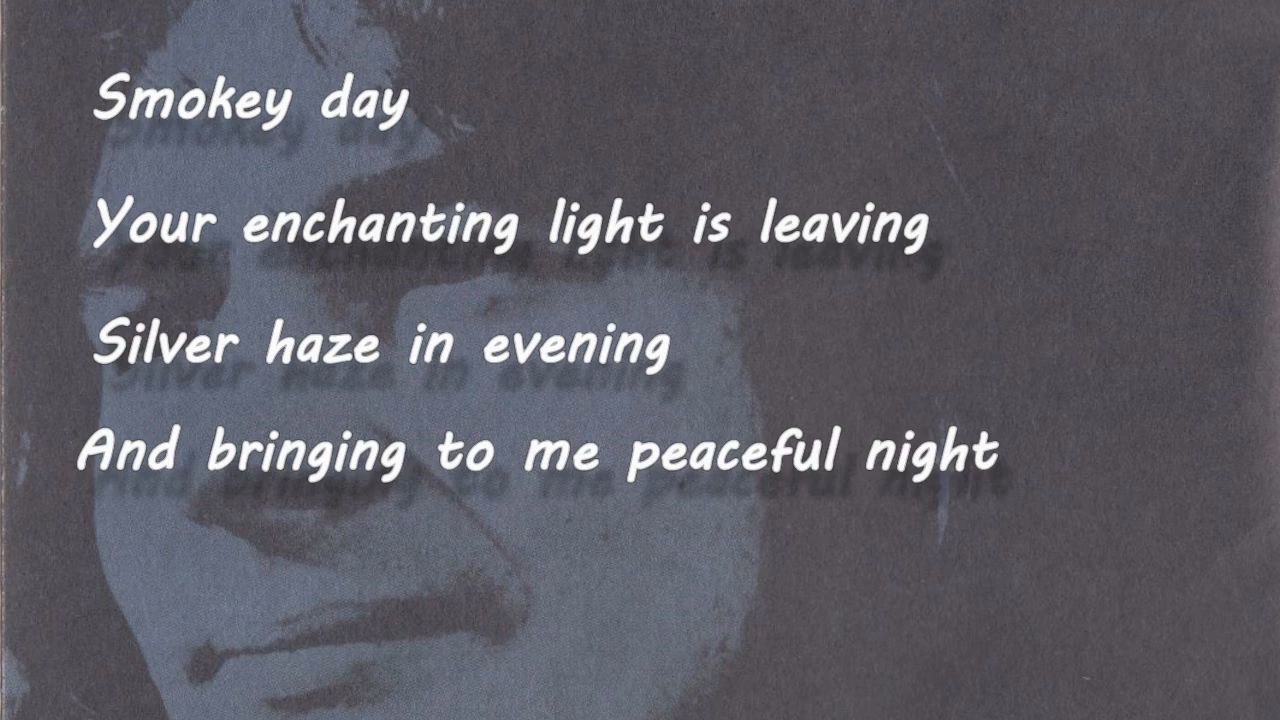 Smokey day
Your enchanting light is leaving
Silver haze in evening
And bringing to me peaceful night